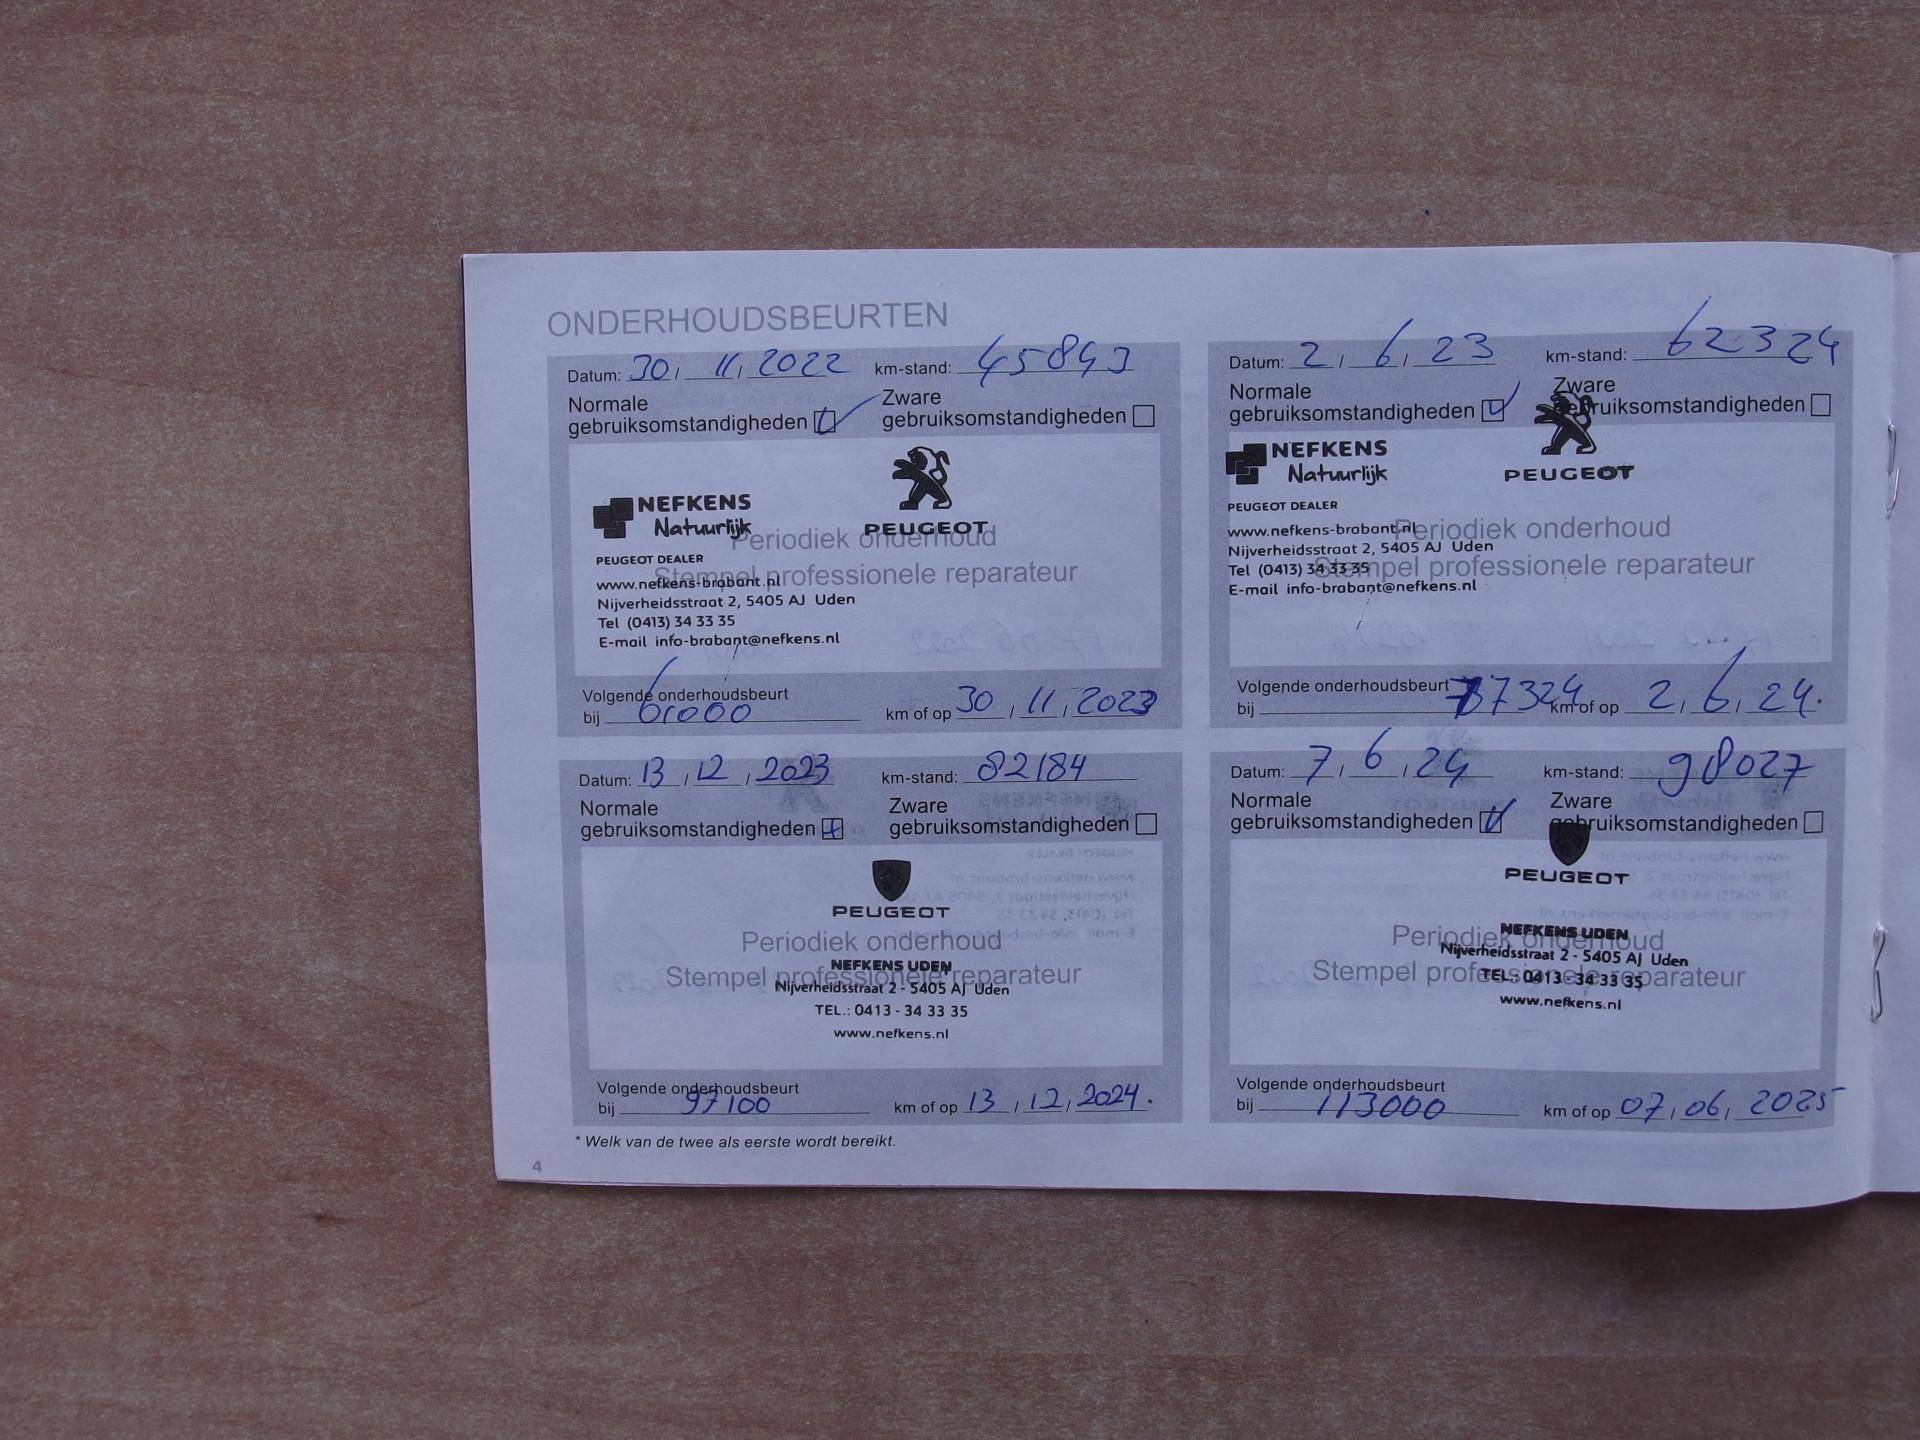 ONDERHOUDSBEURTEN
Datum: 30 / 11 / 2022 km-stand: 45843
Normale gebruiksomstandigheden Zware gebruiksomstandigheden
NEFKENS
Natuurlijk
PEUGEOT
Periodiek onderhoud
Stempel professionele reparateur
PEUGEOT DEALER
www.nefkens-brabant.nl
Nijverheidsstraat 2, 5405 AJ Uden
Tel (0413) 34 33 35
E-mail info-brabant@nefkens.nl
Volgende onderhoudsbeurt
bij 61000 km of op 30 / 11 / 2023
Datum: 2 / 6 / 23 km-stand: 62324
Normale gebruiksomstandigheden Zware gebruiksomstandigheden
NEFKENS
Natuurlijk
PEUGEOT
PEUGEOT DEALER
Periodiek onderhoud
Stempel professionele reparateur
www.nefkens-brabant.nl
Nijverheidsstraat 2, 5405 AJ Uden
Tel (0413) 34 33 35
E-mail info-brabant@nefkens.nl
Volgende onderhoudsbeurt
bij 77324 km of op 2 / 6 / 24.
Datum: 13 / 12 / 2023 km-stand: 82184
Normale gebruiksomstandigheden Zware gebruiksomstandigheden
PEUGEOT
Periodiek onderhoud
Stempel professionele reparateur
NEFKENS UDEN
Nijverheidsstraat 2 - 5405 AJ Uden
TEL.: 0413 - 34 33 35
www.nefkens.nl
Volgende onderhoudsbeurt
bij 97100 km of op 13 / 12 / 2024.
Datum: 7 / 6 / 24 km-stand: 98027
Normale gebruiksomstandigheden Zware gebruiksomstandigheden
PEUGEOT
Periodiek onderhoud
Stempel professionele reparateur
NEFKENS UDEN
Nijverheidsstraat 2 - 5405 AJ Uden
TEL.: 0413 - 34 33 35
www.nefkens.nl
Volgende onderhoudsbeurt
bij 113000 km of op 07 / 06 / 2025
* Welk van de twee als eerste wordt bereikt.
4